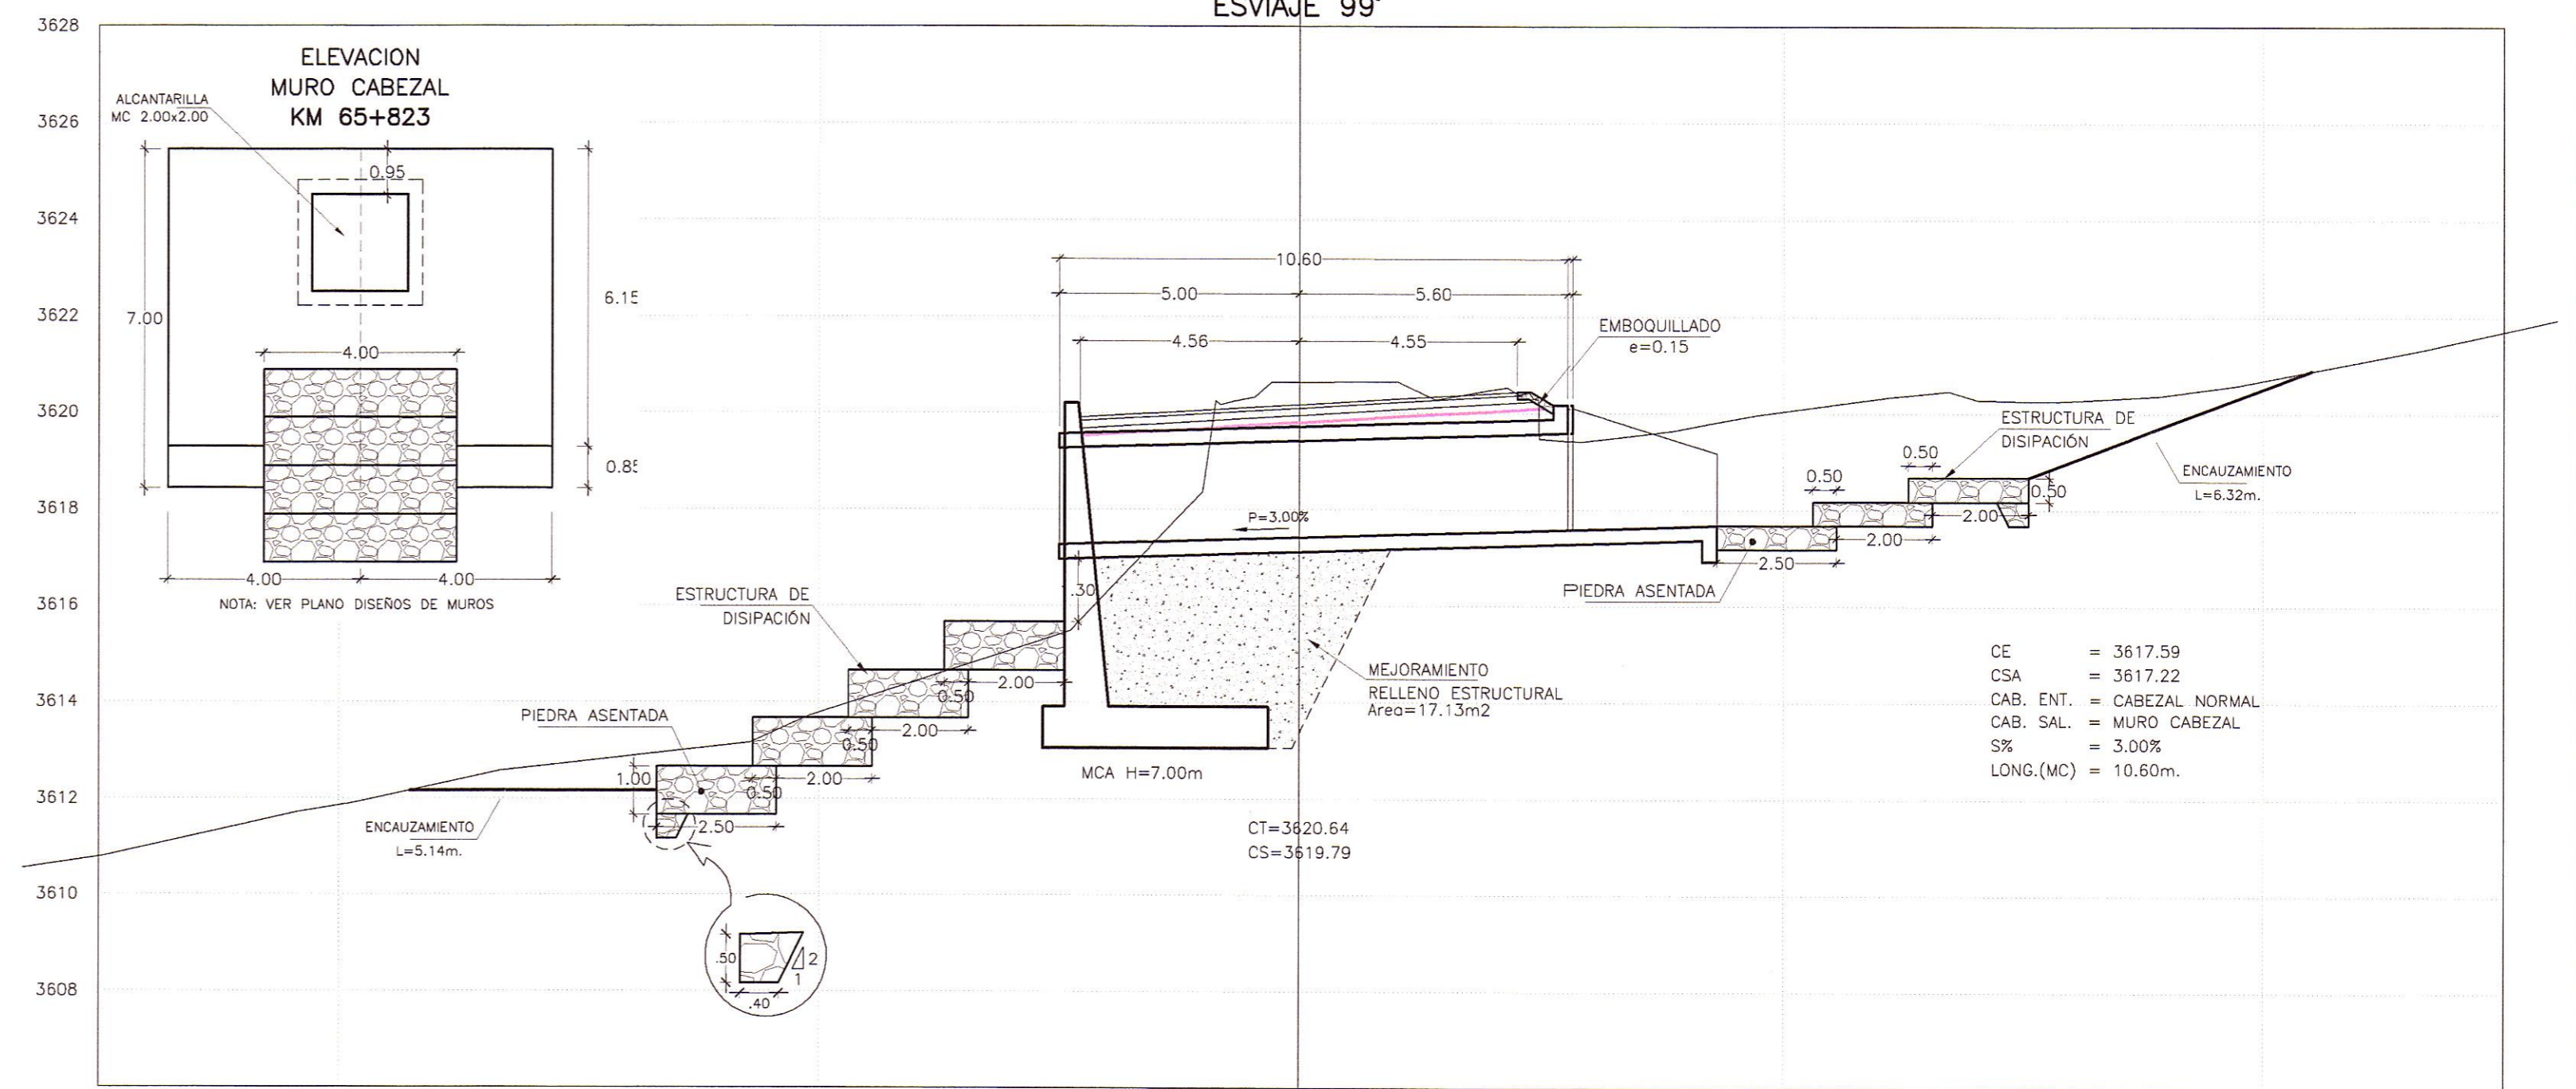 ESVIAJE 99°
3628
3626
3624
3622
3620
3618
3616
3614
3612
3610
3608
ELEVACION
MURO CABEZAL
KM 65+823
ALCANTARILLA
MC 2.00x2.00
0.95
7.00
6.15
4.00
0.85
4.00
4.00
NOTA: VER PLANO DISEÑOS DE MUROS
10.60
5.00
5.60
4.56
4.55
EMBOQUILLADO
e=0.15
ESTRUCTURA DE
DISIPACIÓN
0.50
0.50
0.50
2.00
2.00
2.50
ENCAUZAMIENTO
L=6.32m.
P=3.00%
PIEDRA ASENTADA
.30
ESTRUCTURA DE
DISIPACIÓN
2.00
0.50
2.00
0.50
2.00
0.50
PIEDRA ASENTADA
1.00
2.50
ENCAUZAMIENTO
L=5.14m.
MEJORAMIENTO
RELLENO ESTRUCTURAL
Area=17.13m2
MCA H=7.00m
CT=3620.64
CS=3619.79
CE = 3617.59
CSA = 3617.22
CAB. ENT. = CABEZAL NORMAL
CAB. SAL. = MURO CABEZAL
S% = 3.00%
LONG.(MC) = 10.60m.
.50
2
1
.40